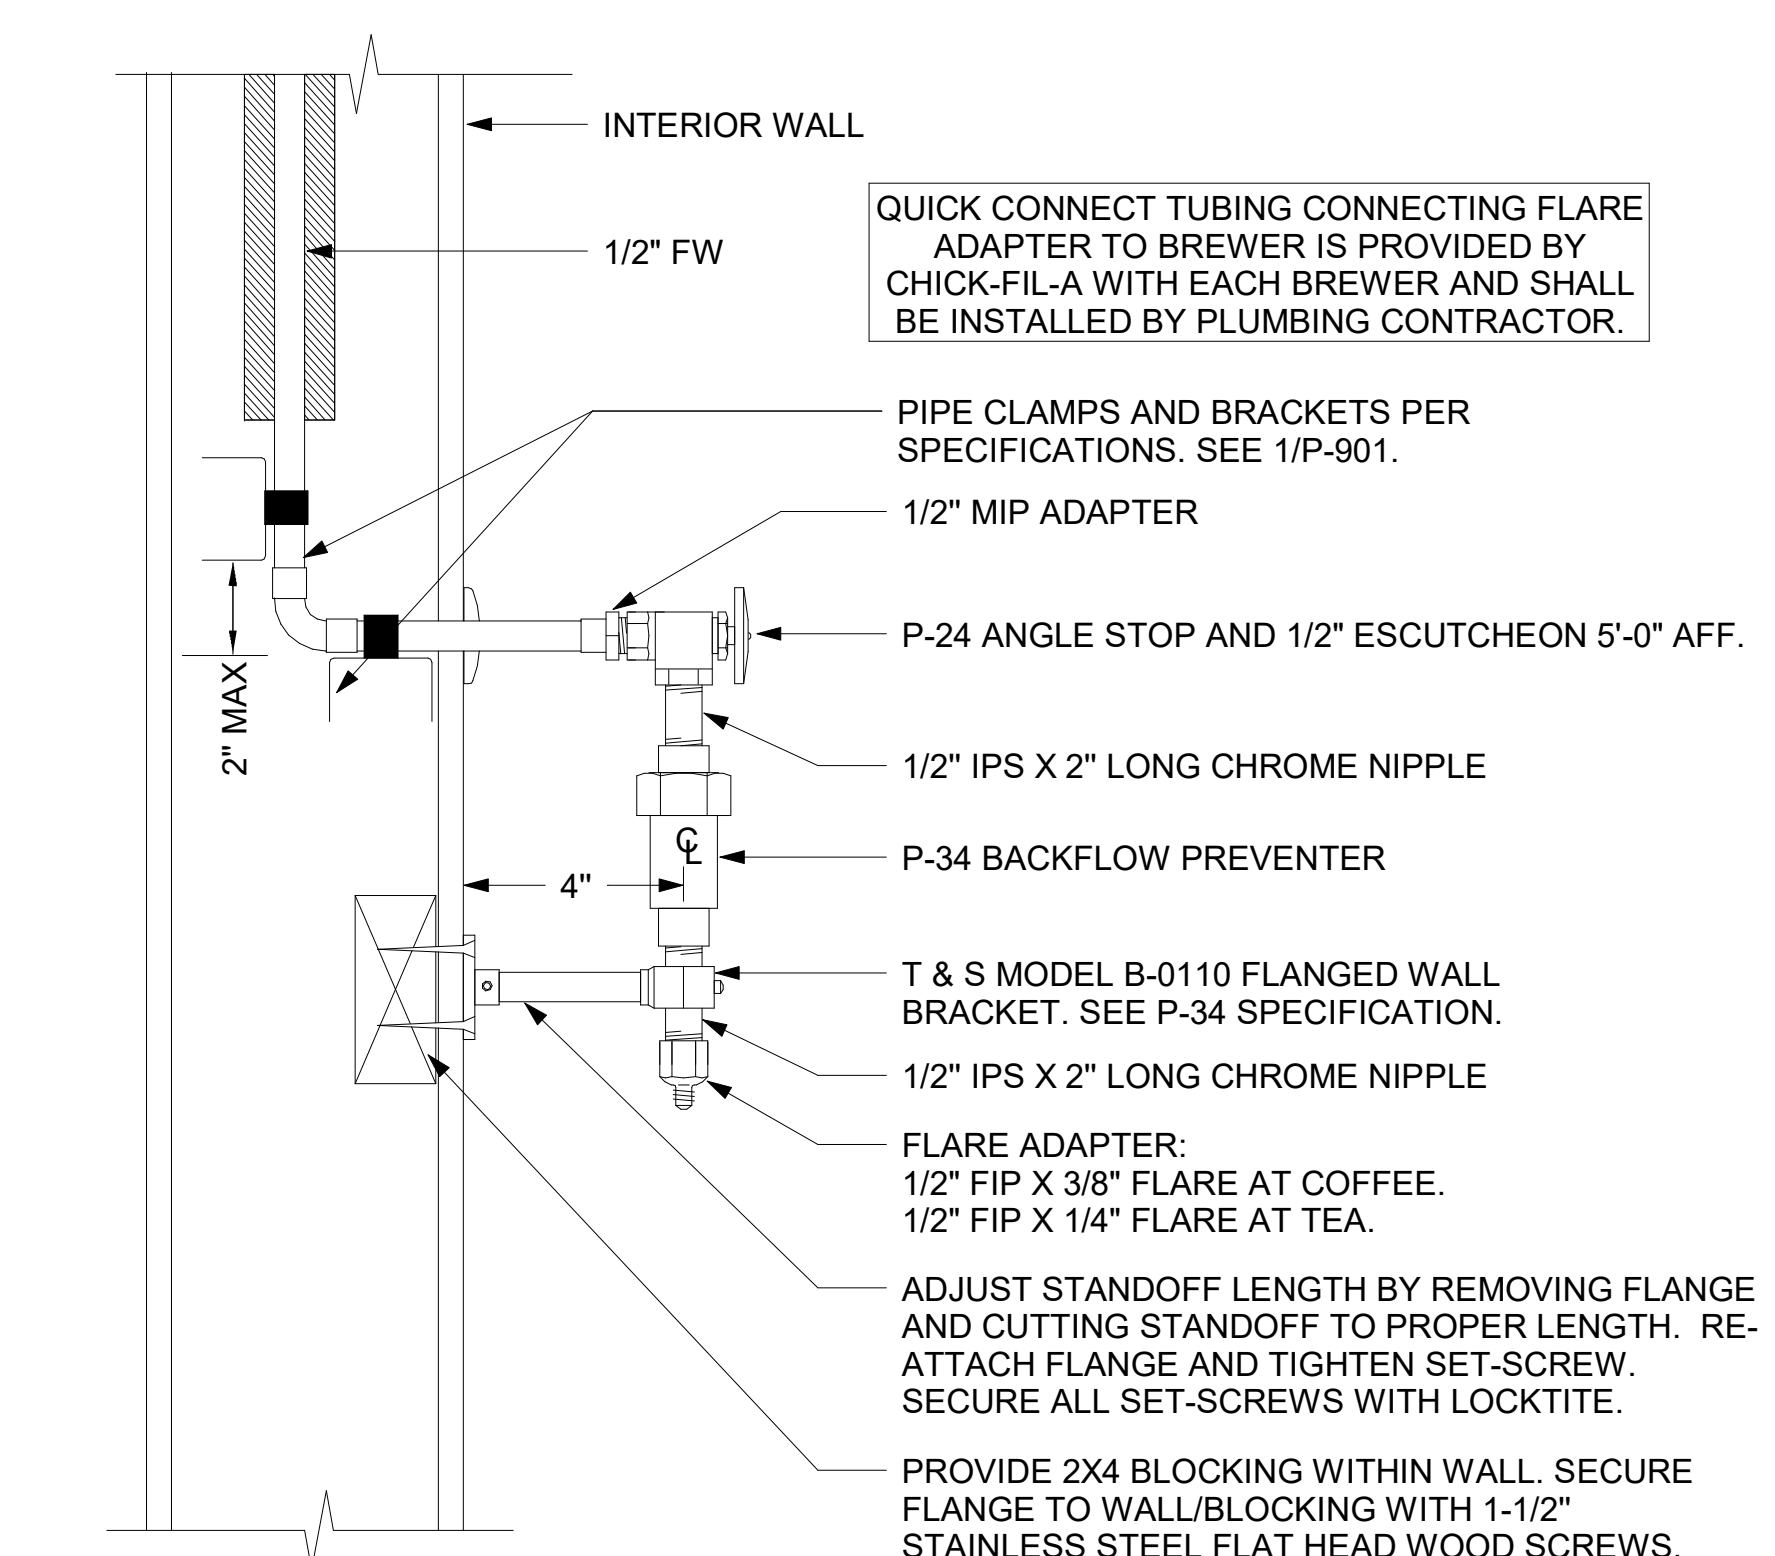 INTERIOR WALL
QUICK CONNECT TUBING CONNECTING FLARE
ADAPTER TO BREWER IS PROVIDED BY
CHICK-FIL-A WITH EACH BREWER AND SHALL
BE INSTALLED BY PLUMBING CONTRACTOR.
1/2" FW
PIPE CLAMPS AND BRACKETS PER
SPECIFICATIONS. SEE 1/P-901.
1/2" MIP ADAPTER
P-24 ANGLE STOP AND 1/2" ESCUTCHEON 5'-0" AFF.
2" MAX
1/2" IPS X 2" LONG CHROME NIPPLE
℄
P-34 BACKFLOW PREVENTER
4"
T & S MODEL B-0110 FLANGED WALL
BRACKET. SEE P-34 SPECIFICATION.
1/2" IPS X 2" LONG CHROME NIPPLE
FLARE ADAPTER:
1/2" FIP X 3/8" FLARE AT COFFEE.
1/2" FIP X 1/4" FLARE AT TEA.
ADJUST STANDOFF LENGTH BY REMOVING FLANGE
AND CUTTING STANDOFF TO PROPER LENGTH. RE-
ATTACH FLANGE AND TIGHTEN SET-SCREW.
SECURE ALL SET-SCREWS WITH LOCKTITE.
PROVIDE 2X4 BLOCKING WITHIN WALL. SECURE
FLANGE TO WALL/BLOCKING WITH 1-1/2"
STAINLESS STEEL FLAT HEAD WOOD SCREWS.